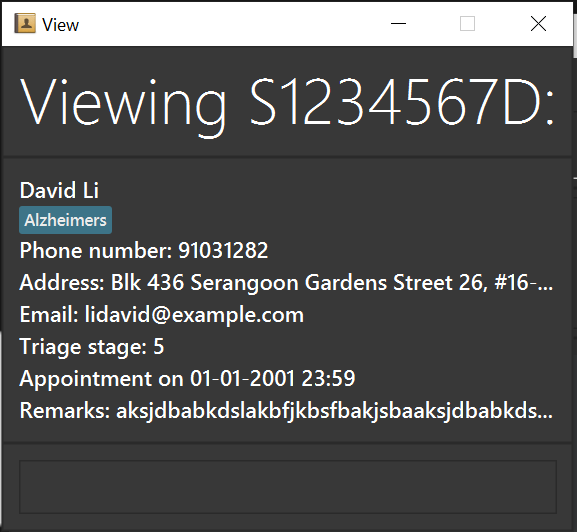 View
Viewing S1234567D:
David Li
Alzheimers
Phone number: 91031282
Address: Blk 436 Serangoon Gardens Street 26, #16-...
Email: lidavid@example.com
Triage stage: 5
Appointment on 01-01-2001 23:59
Remarks: aksjdbabkdslakbfjkbsfbakjsbaaksjdbabkds...